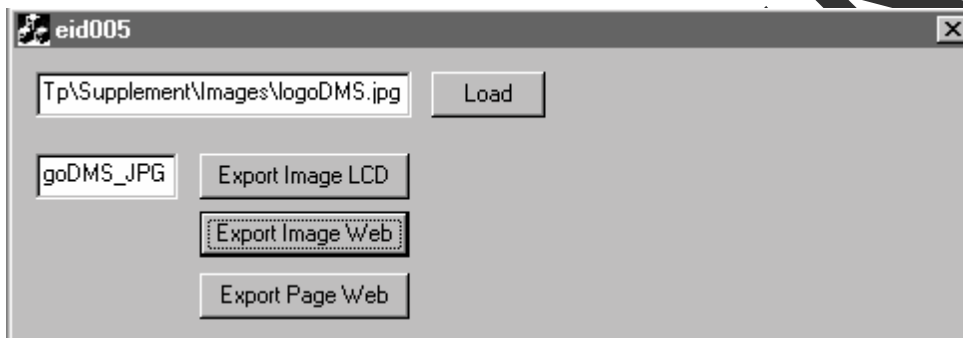 eid005
Tp\Supplement\Images\logoDMS.jpg Load
goDMS_JPG Export Image LCD
Export Image Web
Export Page Web